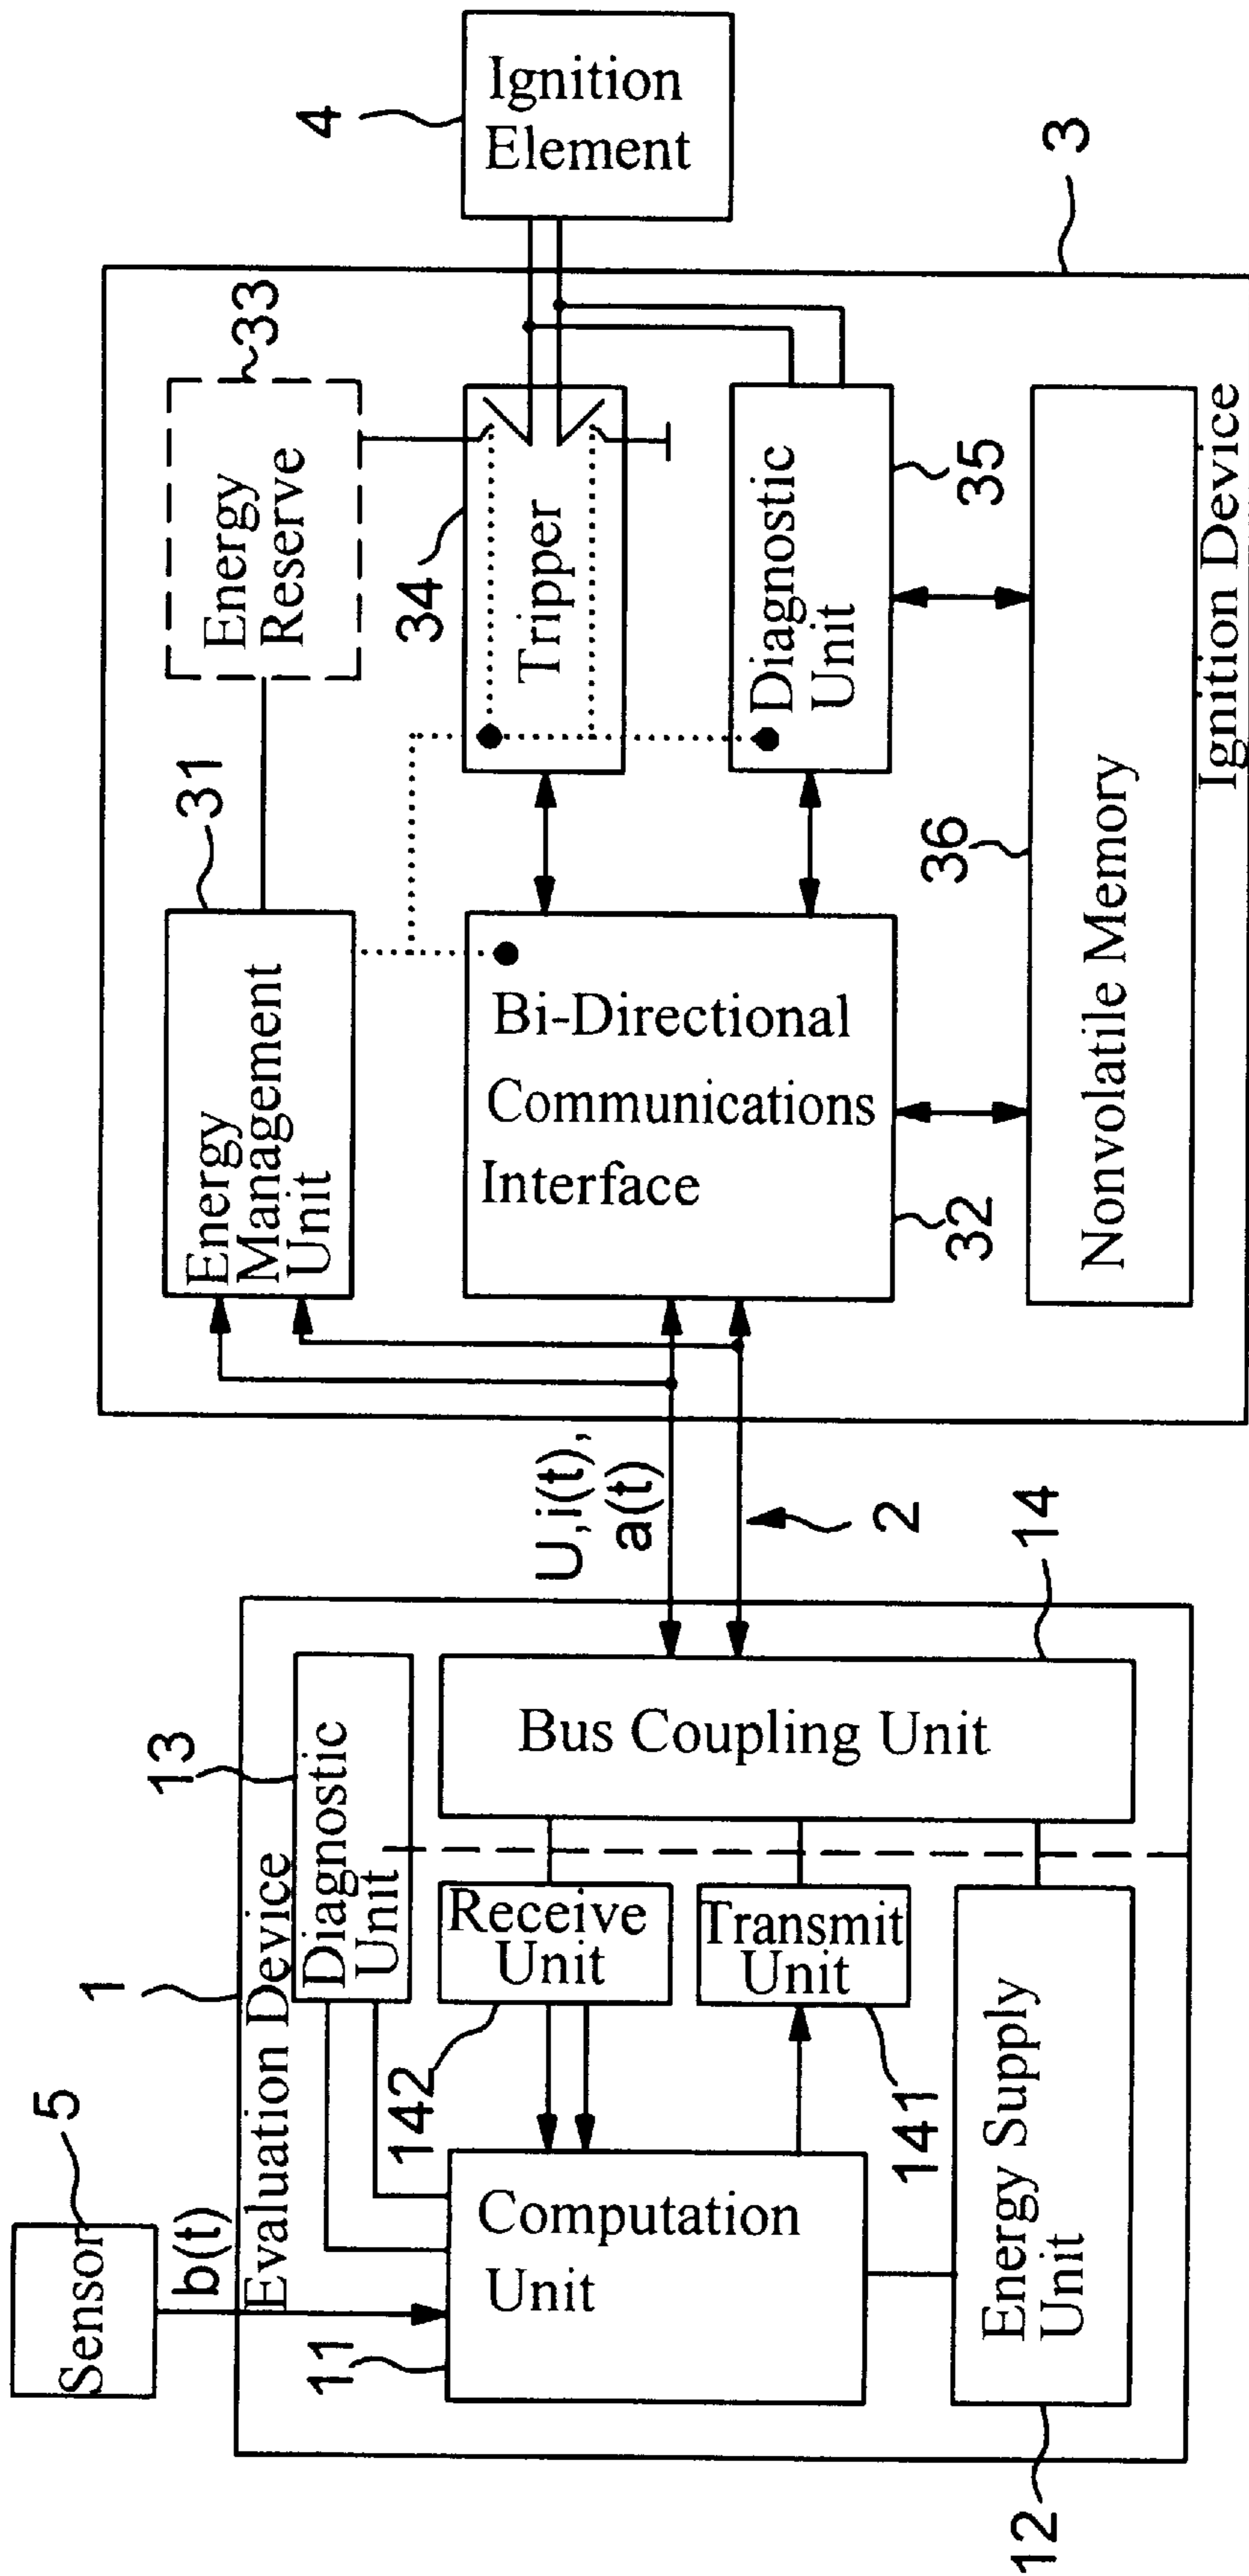 Sensor
5
b(t)
1
Evaluation Device
13
Diagnostic
Unit
11
Computation
Unit
142
Receive
Unit
Transmit
Unit
141
Bus Coupling Unit
14
12
Energy Supply
Unit
U,i(t),
a(t)
2
Energy
Management
Unit
31
Energy
Reserve
33
Bi-Directional
Communications
Interface
32
34
Tripper
Diagnostic
Unit
35
36
Nonvolatile Memory
Ignition Device
3
4
Ignition
Element